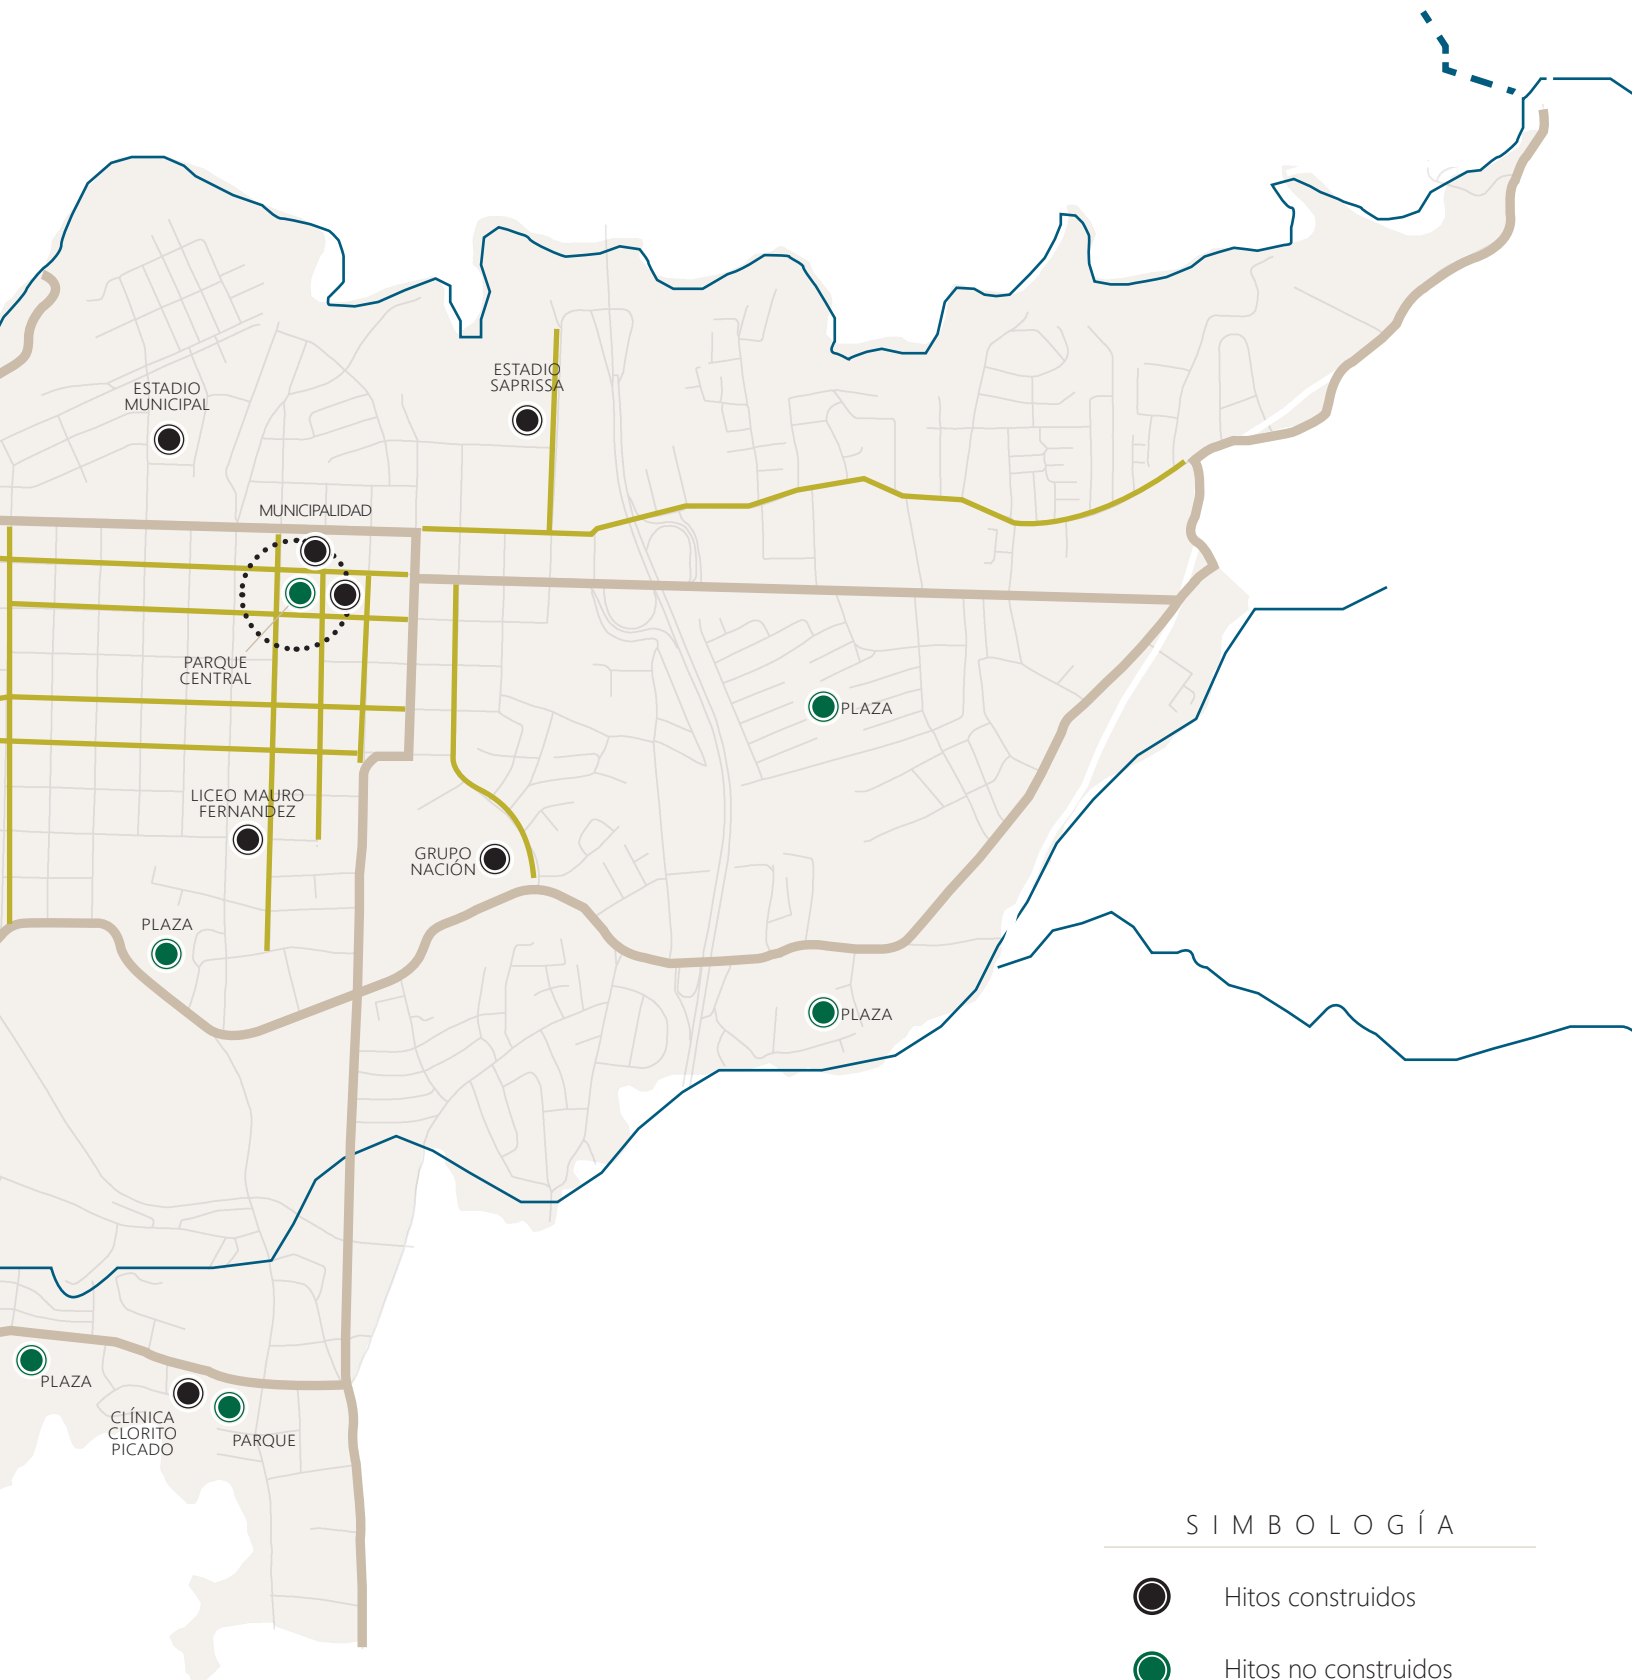 ESTADIO
SAPRISSA
ESTADIO
MUNICIPAL
MUNICIPALIDAD
PARQUE
CENTRAL
PLAZA
LICEO MAURO
FERNANDEZ
GRUPO
NACIÓN
PLAZA
PLAZA
PLAZA
CLÍNICA
CLORITO
PICADO
PARQUE
SIMBOLOGÍA
Hitos construidos
Hitos no construidos